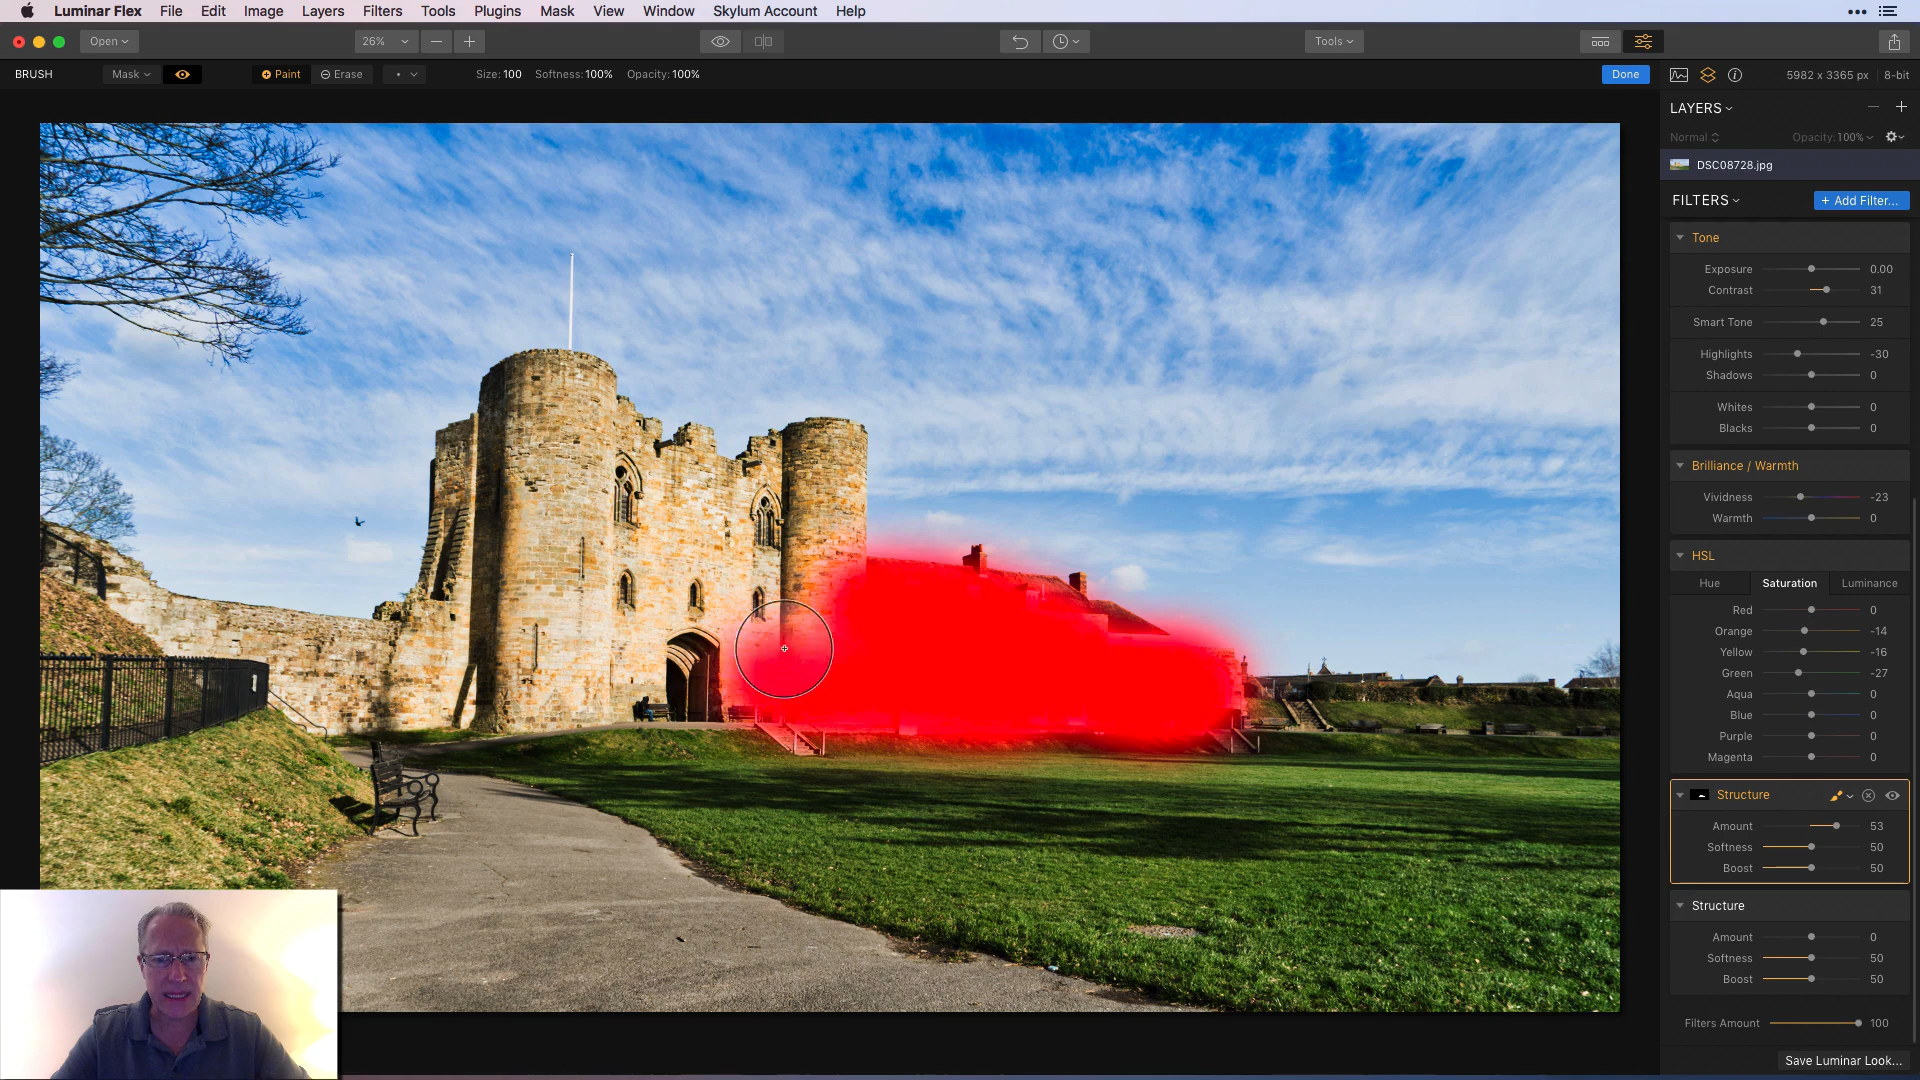 Luminar Flex File Edit Image Layers Filters Tools Plugins Mask View Window Skylum Account Help
Open 26% Tools
BRUSH Mask Paint Erase Size: 100 Softness: 100% Opacity: 100% Done 5982 x 3365 px 8-bit
LAYERS
Normal Opacity: 100%
DSC08728.jpg
FILTERS + Add Filter...
Tone
Exposure 0.00
Contrast 31
Smart Tone 25
Highlights -30
Shadows 0
Whites 0
Blacks 0
Brilliance / Warmth
Vividness -23
Warmth 0
HSL
Hue Saturation Luminance
Red 0
Orange -14
Yellow -16
Green -27
Aqua 0
Blue 0
Purple 0
Magenta 0
Structure
Amount 53
Softness 50
Boost 50
Structure
Amount 0
Softness 50
Boost 50
Filters Amount 100
Save Luminar Look...